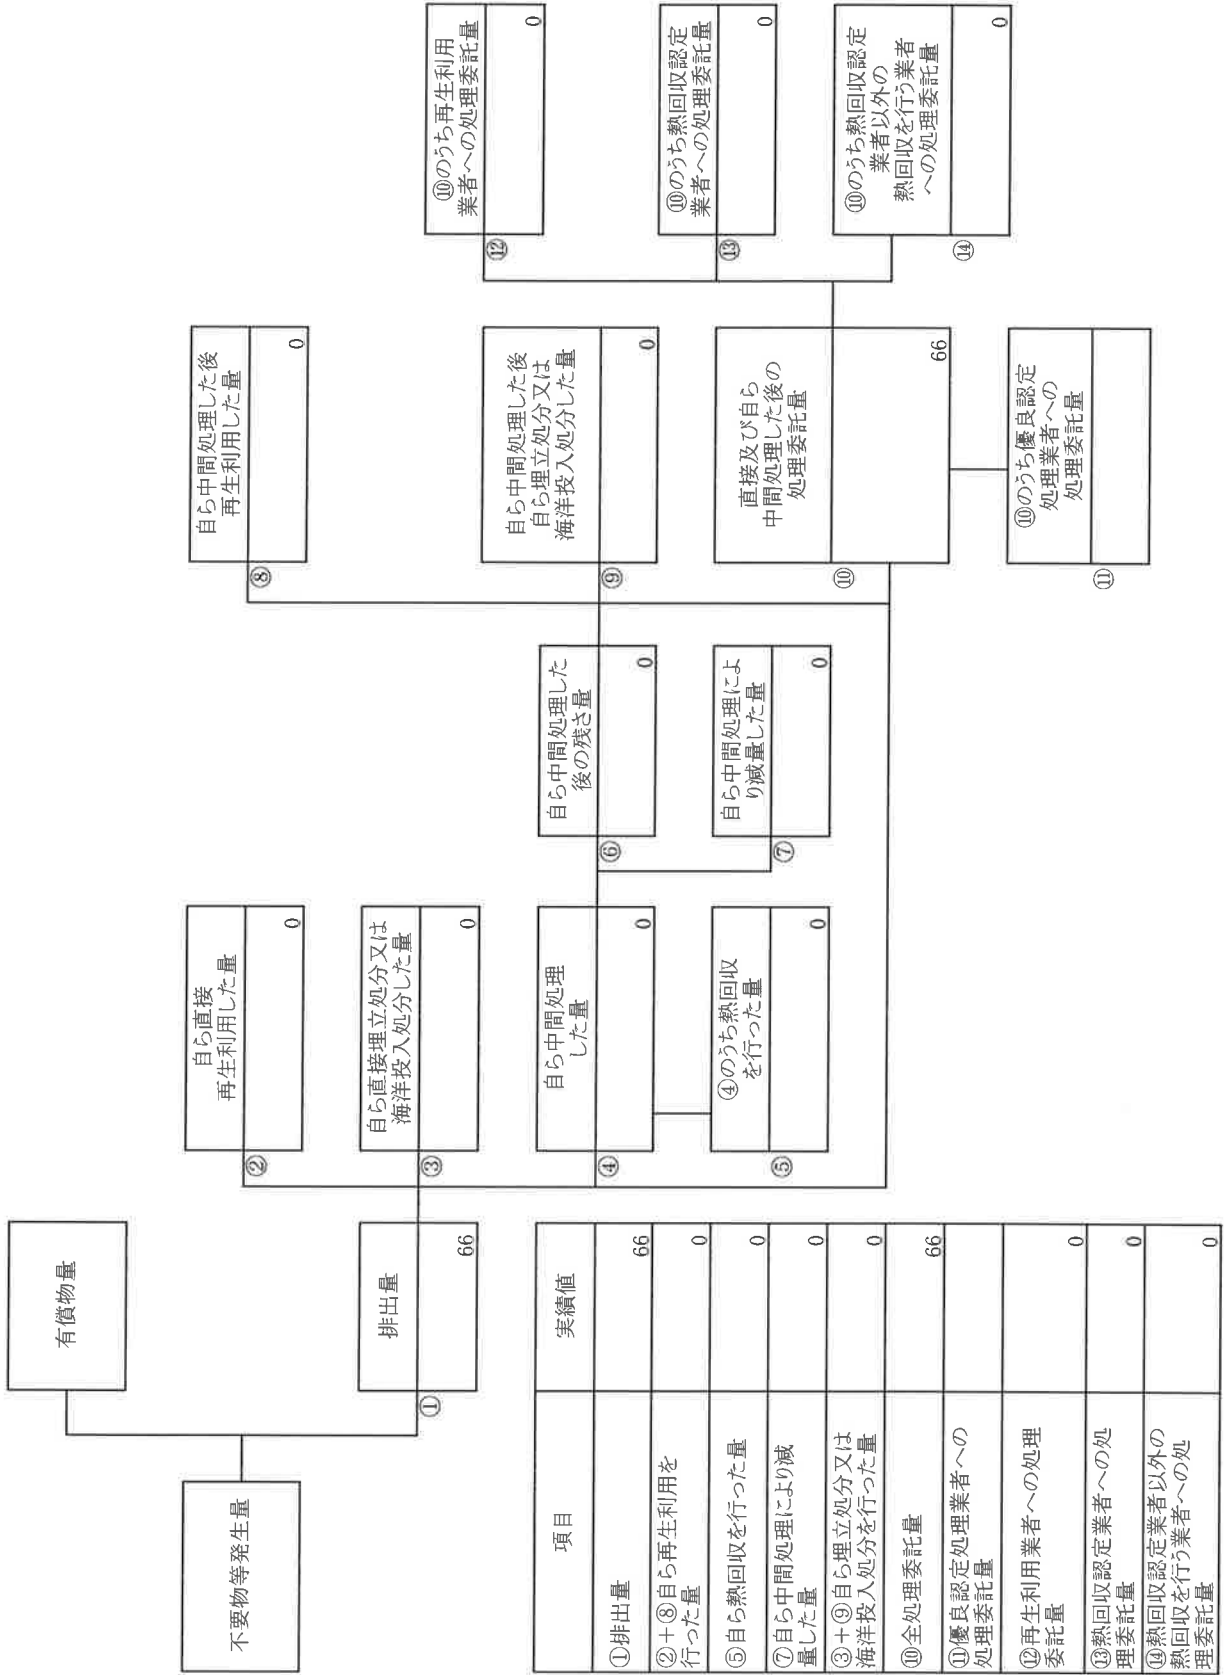 有償物量
不要物等発生量
①
排出量
66
②
自ら直接
再生利用した量
0
③
自ら直接埋立処分又は
海洋投入処分した量
0
④
自ら中間処理
した量
0
⑤
④のうち熱回収
を行った量
0
⑥
自ら中間処理した
後の残さ量
0
⑦
自ら中間処理によ
り減量した量
0
⑧
自ら中間処理した後
再生利用した量
0
⑨
自ら中間処理した後
自ら埋立処分又は
海洋投入処分した量
0
⑩
直接及び自ら
中間処理した後の
処理委託量
66
⑪
⑩のうち優良認定
処理業者への
処理委託量
⑫
⑩のうち再生利用
業者への処理委託量
0
⑬
⑩のうち熱回収認定
業者への処理委託量
0
⑭
⑩のうち熱回収認定
業者以外の
熱回収を行う業者
への処理委託量
0
項目 実績値
①排出量 66
②＋⑧自ら再生利用を
行った量 0
⑤自ら熱回収を行った量 0
⑦自ら中間処理により減
量した量 0
③＋⑨自ら埋立処分又は
海洋投入処分を行った量 0
⑩全処理委託量 66
⑪優良認定処理業者への
処理委託量
⑫再生利用業者への処理
委託量 0
⑬熱回収認定業者への処
理委託量 0
⑭熱回収認定業者以外の
熱回収を行う業者への処
理委託量 0